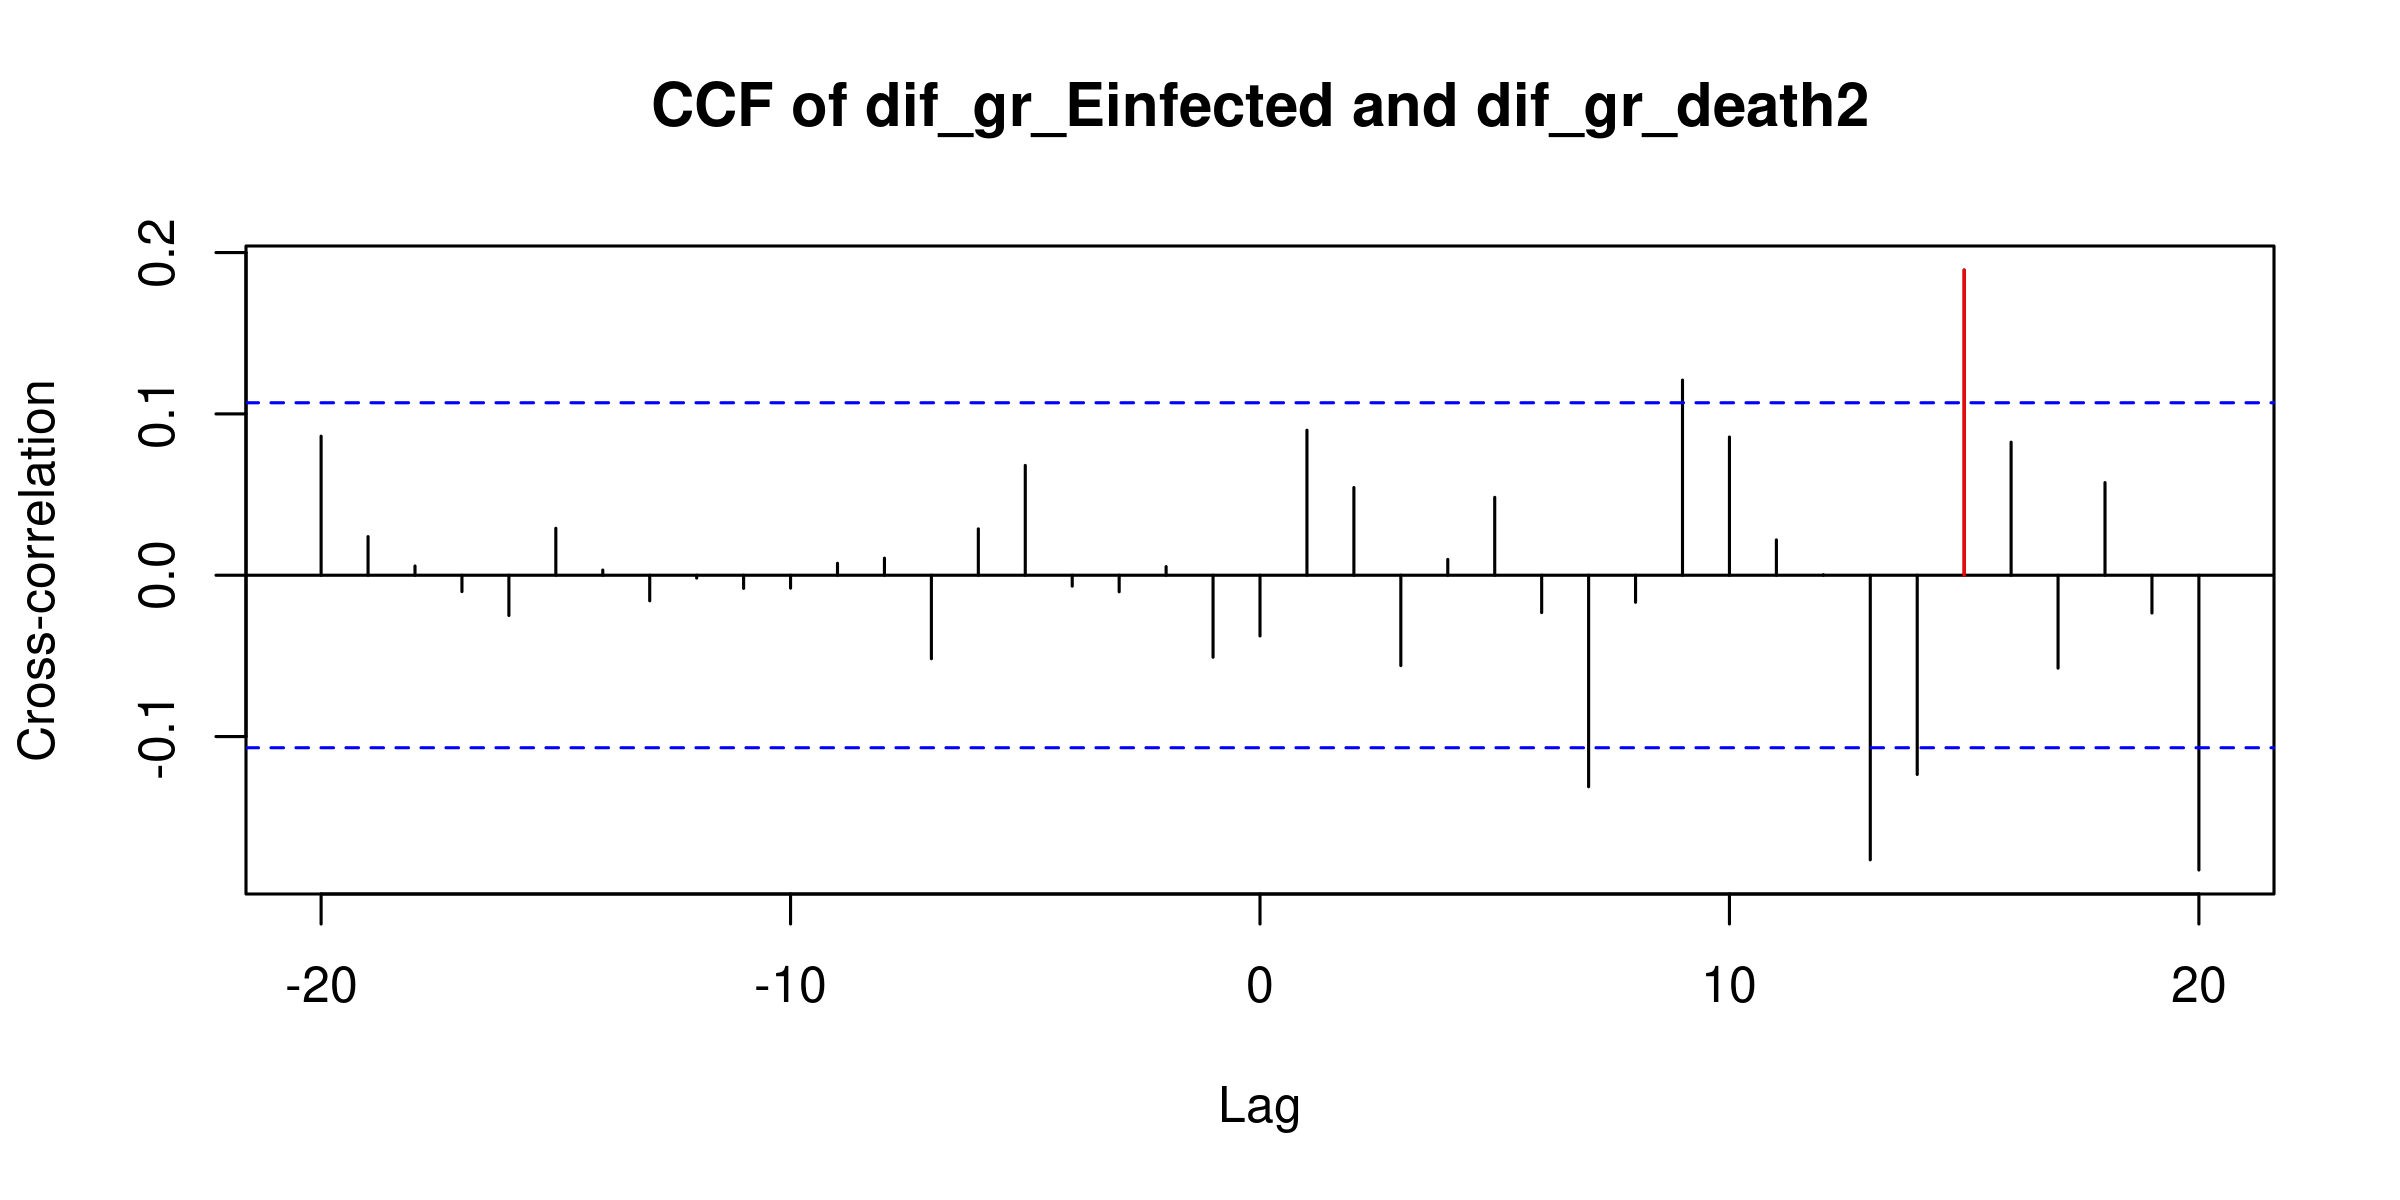 CCF of dif_gr_Einfected and dif_gr_death2
Cross-correlation
0.2
0.1
0.0
-0.1
-20 -10 0 10 20
Lag